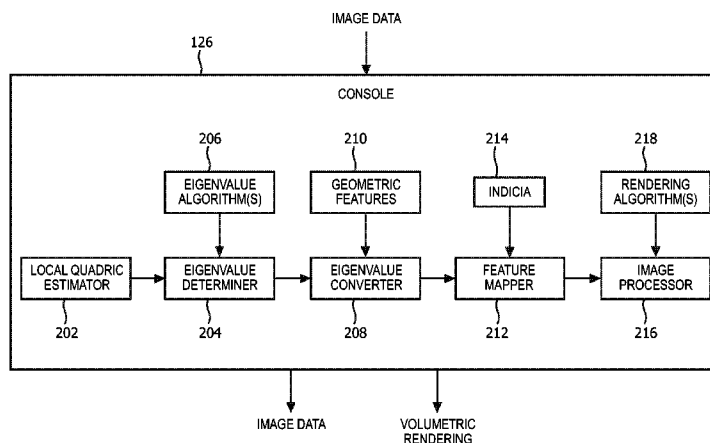 IMAGE DATA
126
CONSOLE
206
210
214
218
EIGENVALUE
ALGORITHM(S)
GEOMETRIC
FEATURES
INDICIA
RENDERING
ALGORITHM(S)
LOCAL QUADRIC
ESTIMATOR
EIGENVALUE
DETERMINER
EIGENVALUE
CONVERTER
FEATURE
MAPPER
IMAGE
PROCESSOR
202
204
208
212
216
IMAGE DATA
VOLUMETRIC
RENDERING